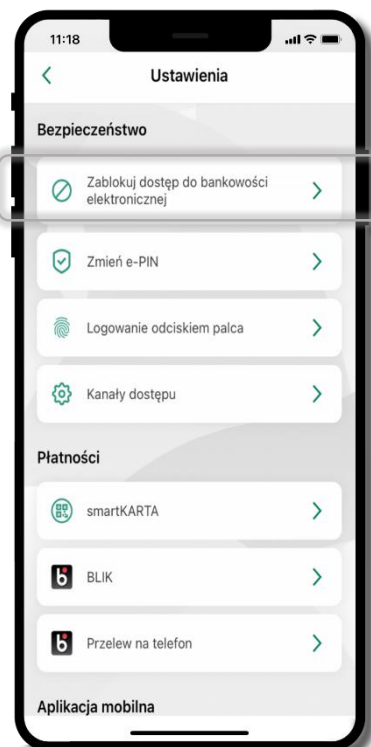 11:18
Ustawienia
Bezpieczeństwo
Zablokuj dostęp do bankowości
elektronicznej
Zmień e-PIN
Logowanie odciskiem palca
Kanały dostępu
Płatności
smartKARTA
BLIK
Przelew na telefon
Aplikacja mobilna